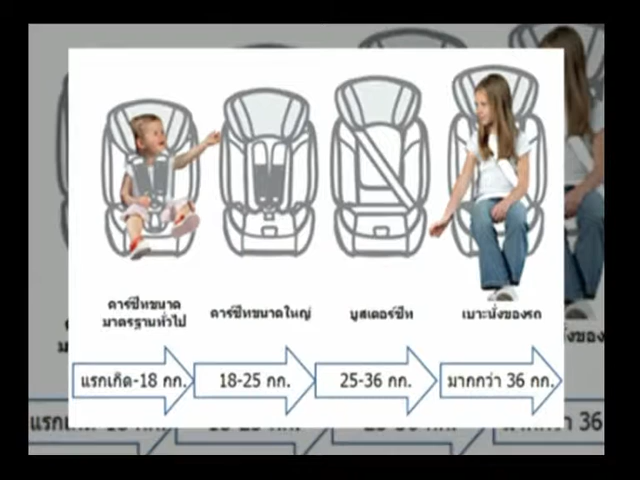 คาร์ซีทขนาด
มาตรฐานทั่วไป
คาร์ซีทขนาดใหญ่
บูสเตอร์ซีท
เบาะนั่งของรถ
แรกเกิด-18 กก.
18-25 กก.
25-36 กก.
มากกว่า 36 กก.